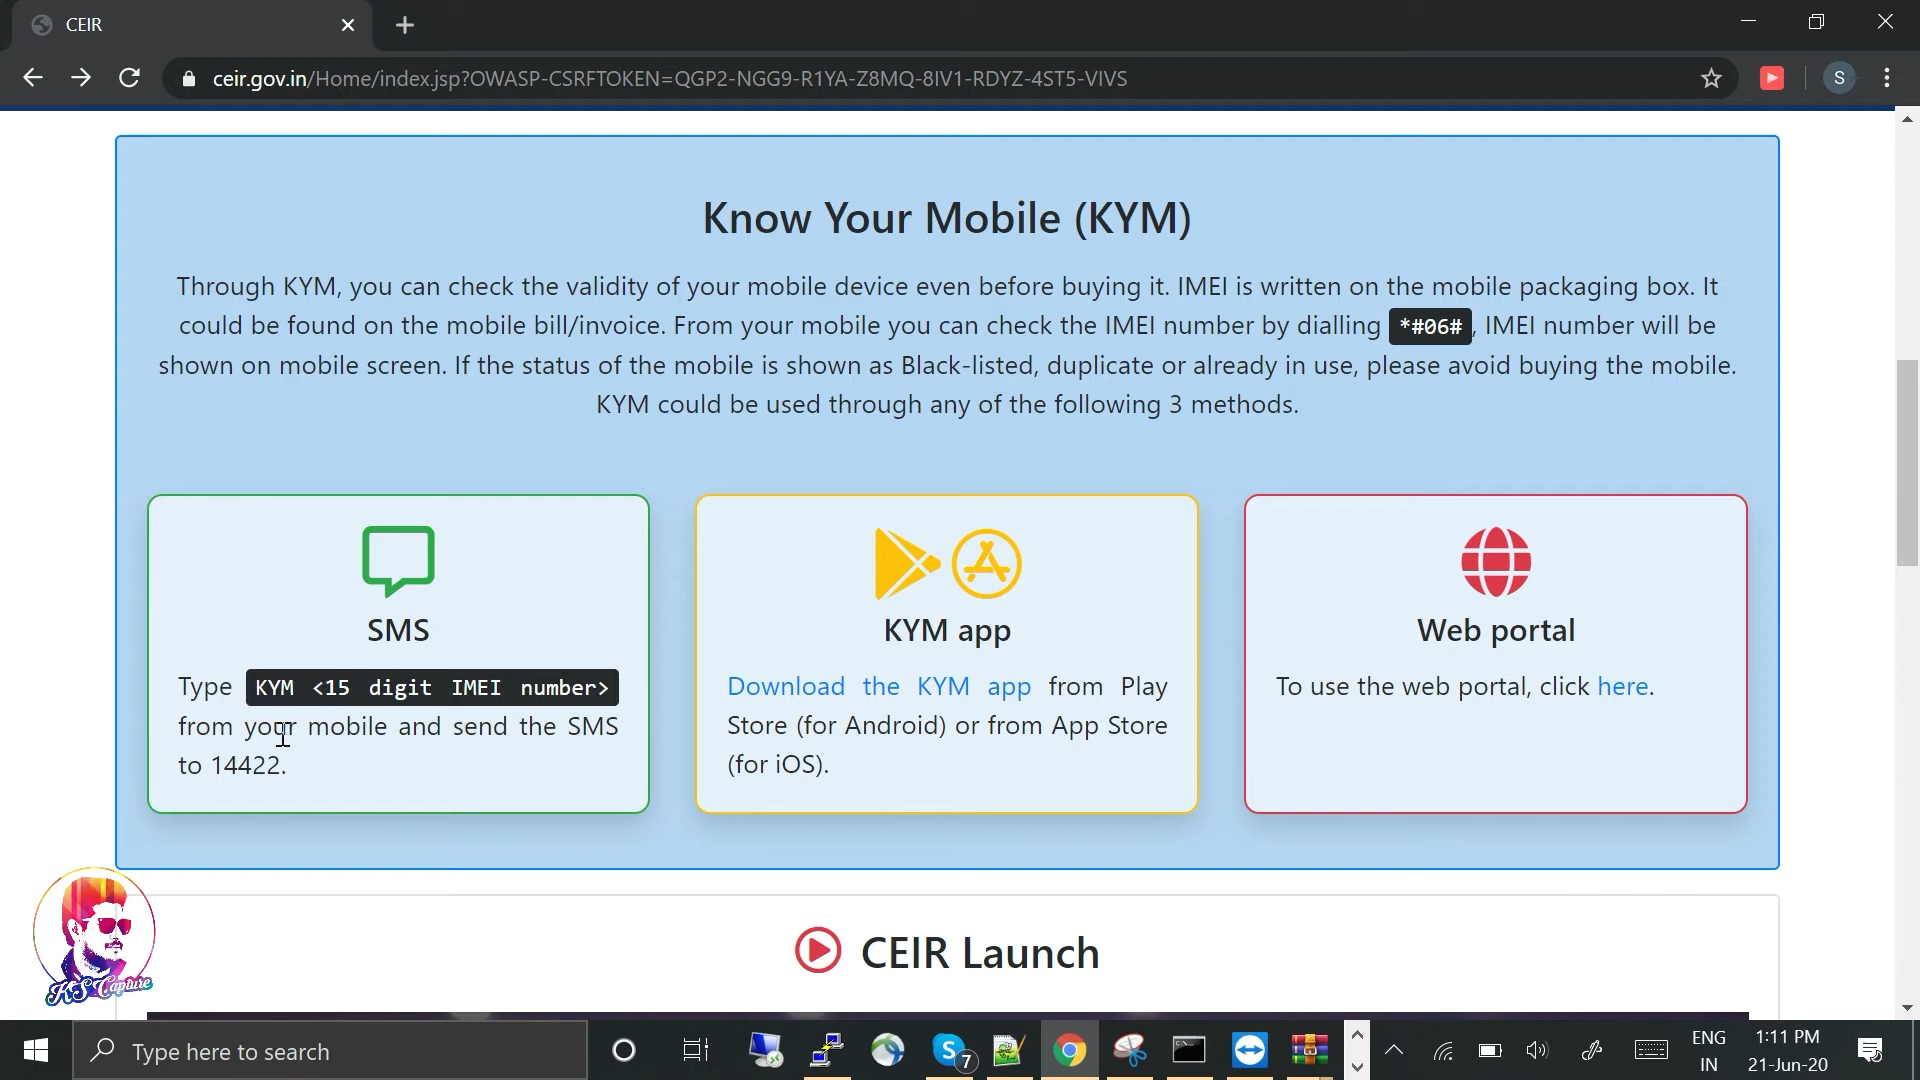 CEIR
ceir.gov.in/Home/index.jsp?OWASP-CSRFTOKEN=QGP2-NGG9-R1YA-Z8MQ-8IV1-RDYZ-4ST5-VIVS
S
Know Your Mobile (KYM)
Through KYM, you can check the validity of your mobile device even before buying it. IMEI is written on the mobile packaging box. It
could be found on the mobile bill/invoice. From your mobile you can check the IMEI number by dialling *#06#, IMEI number will be
shown on mobile screen. If the status of the mobile is shown as Black-listed, duplicate or already in use, please avoid buying the mobile.
KYM could be used through any of the following 3 methods.
SMS
Type KYM <15 digit IMEI number>
from your mobile and send the SMS
to 14422.
KYM app
Download the KYM app from Play
Store (for Android) or from App Store
(for iOS).
Web portal
To use the web portal, click here.
KS Capture
CEIR Launch
Type here to search
S 7
ENG
IN
1:11 PM
21-Jun-20